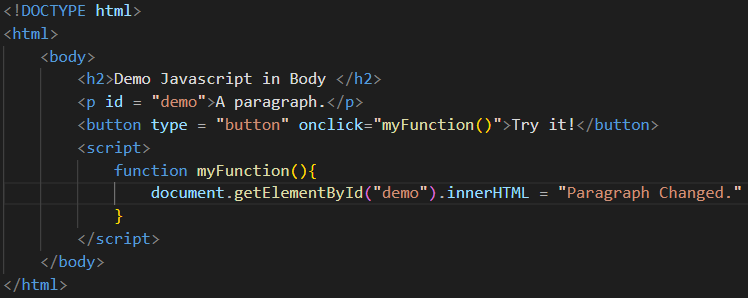 <!DOCTYPE html>
<html>
    <body>
        <h2>Demo Javascript in Body </h2>
        <p id = "demo">A paragraph.</p>
        <button type = "button" onclick="myFunction()">Try it!</button>
        <script>
            function myFunction(){
                document.getElementById("demo").innerHTML = "Paragraph Changed."
            }
        </script>
    </body>
</html>